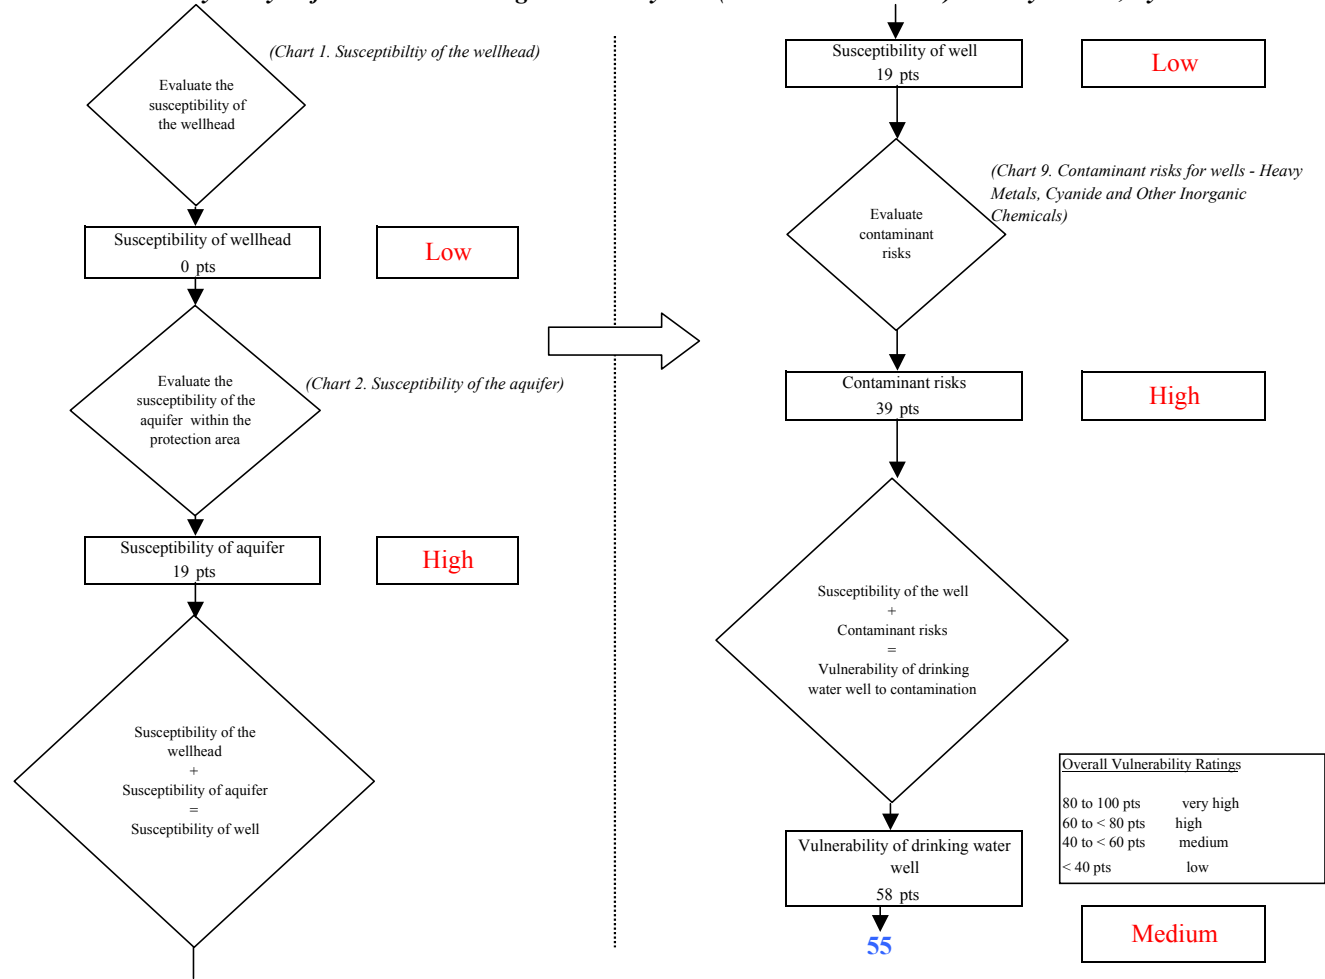 (Chart 1. Susceptibiltiy of the wellhead)
Evaluate the
susceptibility of
the wellhead
Susceptibility of wellhead
0 pts
Low
(Chart 2. Susceptibility of the aquifer)
Evaluate the
susceptibility of the
aquifer within the
protection area
Susceptibility of aquifer
19 pts
High
Susceptibility of the
wellhead
+
Susceptibility of aquifer
=
Susceptibility of well
Susceptibility of well
19 pts
Low
(Chart 9. Contaminant risks for wells - Heavy
Metals, Cyanide and Other Inorganic
Chemicals)
Evaluate
contaminant
risks
Contaminant risks
39 pts
High
Susceptibility of the well
+
Contaminant risks
=
Vulnerability of drinking
water well to contamination
Overall Vulnerability Ratings
80 to 100 pts very high
60 to < 80 pts high
40 to < 60 pts medium
< 40 pts low
Vulnerability of drinking water
well
58 pts
55
Medium